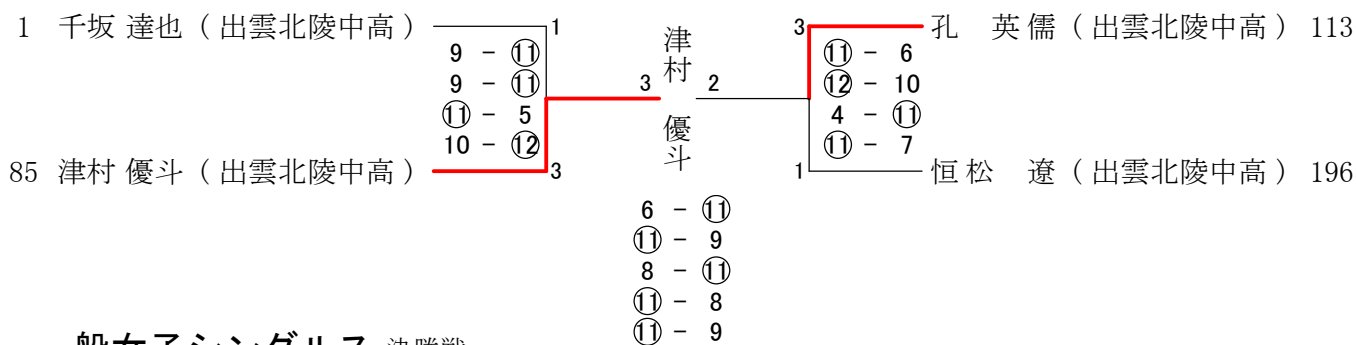 1 千坂 達也 ( 出雲北陵中高 ) 1
3 孔 英儒 ( 出雲北陵中高 ) 113
津村 優斗
9 - ⑪
9 - ⑪
⑪ - 5
10 - ⑫
3
2
⑪ - 6
⑫ - 10
4 - ⑪
⑪ - 7
85 津村 優斗 ( 出雲北陵中高 ) 3
1 恒松 遼 ( 出雲北陵中高 ) 196
6 - ⑪
⑪ - 9
8 - ⑪
⑪ - 8
⑪ - 9